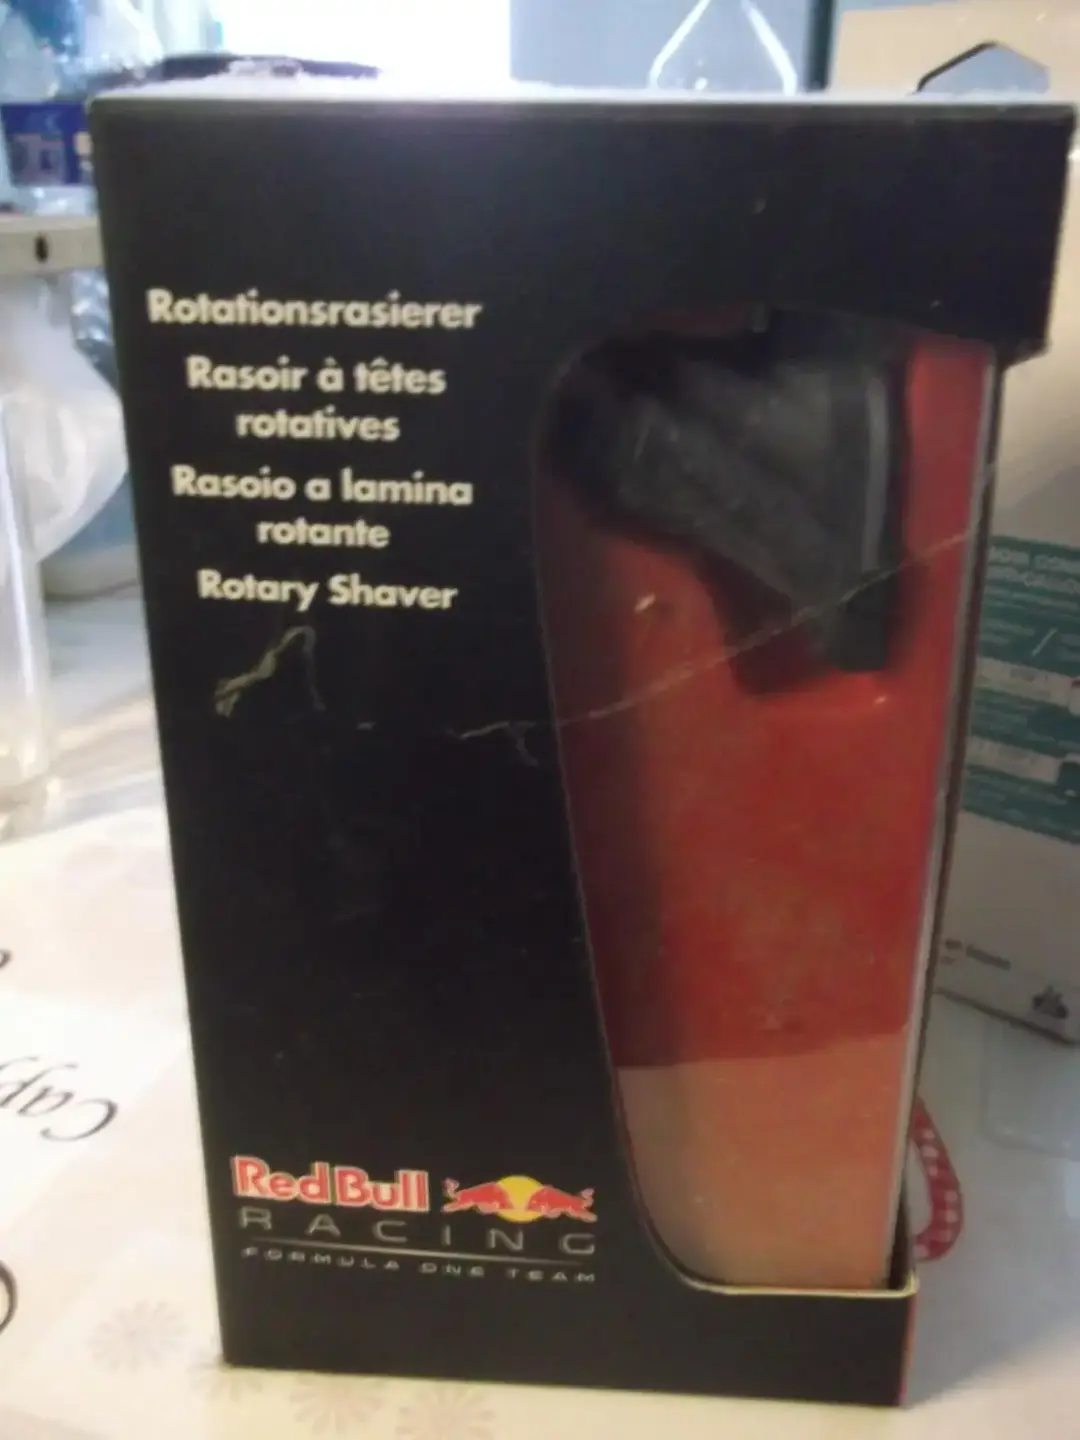 Rotationsrasierer
Rasoir à têtes
rotatives
Rasoio a lamina
rotante
Rotary Shaver
Red Bull
RACING
FORMULA ONE TEAM